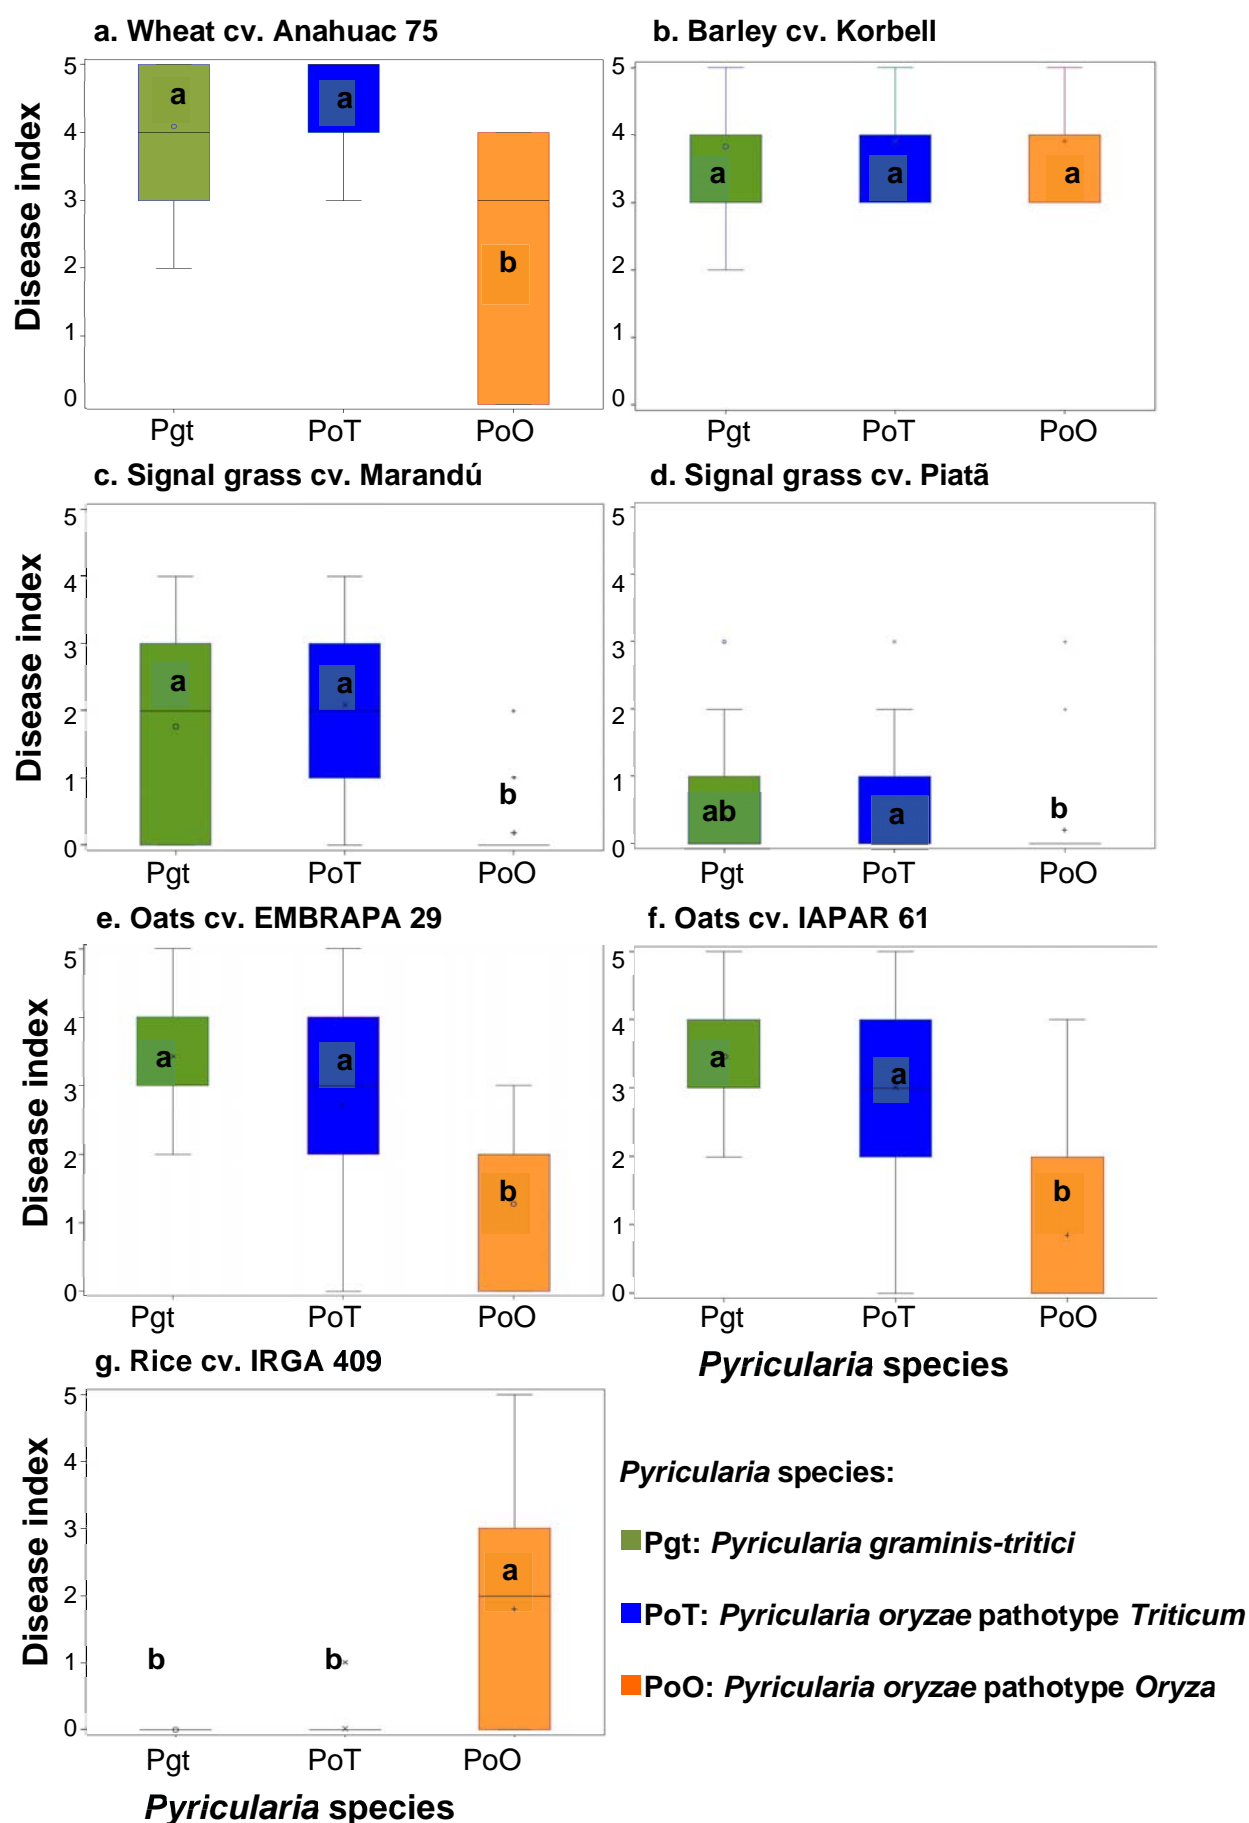 a. Wheat cv. Anahuac 75
b. Barley cv. Korbell
Disease index
5
4
3
2
1
0
a
a
b
Pgt
PoT
PoO
5
4
3
2
1
0
a
a
a
Pgt
PoT
PoO
c. Signal grass cv. Marandú
d. Signal grass cv. Piatã
Disease index
5
4
3
2
1
0
a
a
b
Pgt
PoT
PoO
5
4
3
2
1
0
ab
a
b
Pgt
PoT
PoO
e. Oats cv. EMBRAPA 29
f. Oats cv. IAPAR 61
Disease index
5
4
3
2
1
0
a
a
b
Pgt
PoT
PoO
5
4
3
2
1
0
a
a
b
Pgt
PoT
PoO
g. Rice cv. IRGA 409
Pyricularia species
Disease index
5
4
3
2
1
0
b
b
a
Pgt
PoT
PoO
Pyricularia species
Pyricularia species:
Pgt: Pyricularia graminis-tritici
PoT: Pyricularia oryzae pathotype Triticum
PoO: Pyricularia oryzae pathotype Oryza